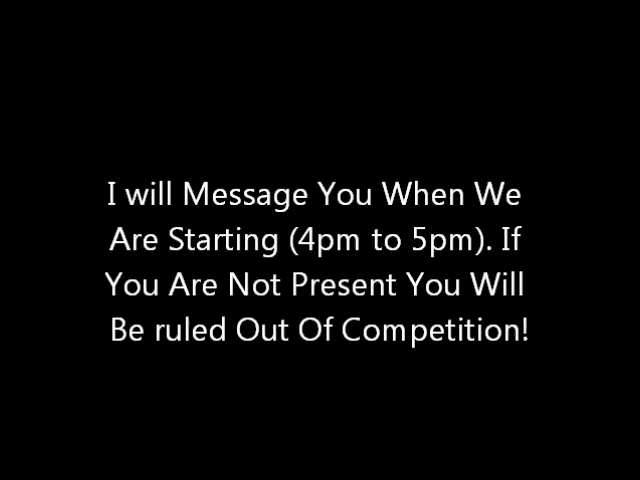 I will Message You When We
Are Starting (4pm to 5pm). If
You Are Not Present You Will
Be ruled Out Of Competition!